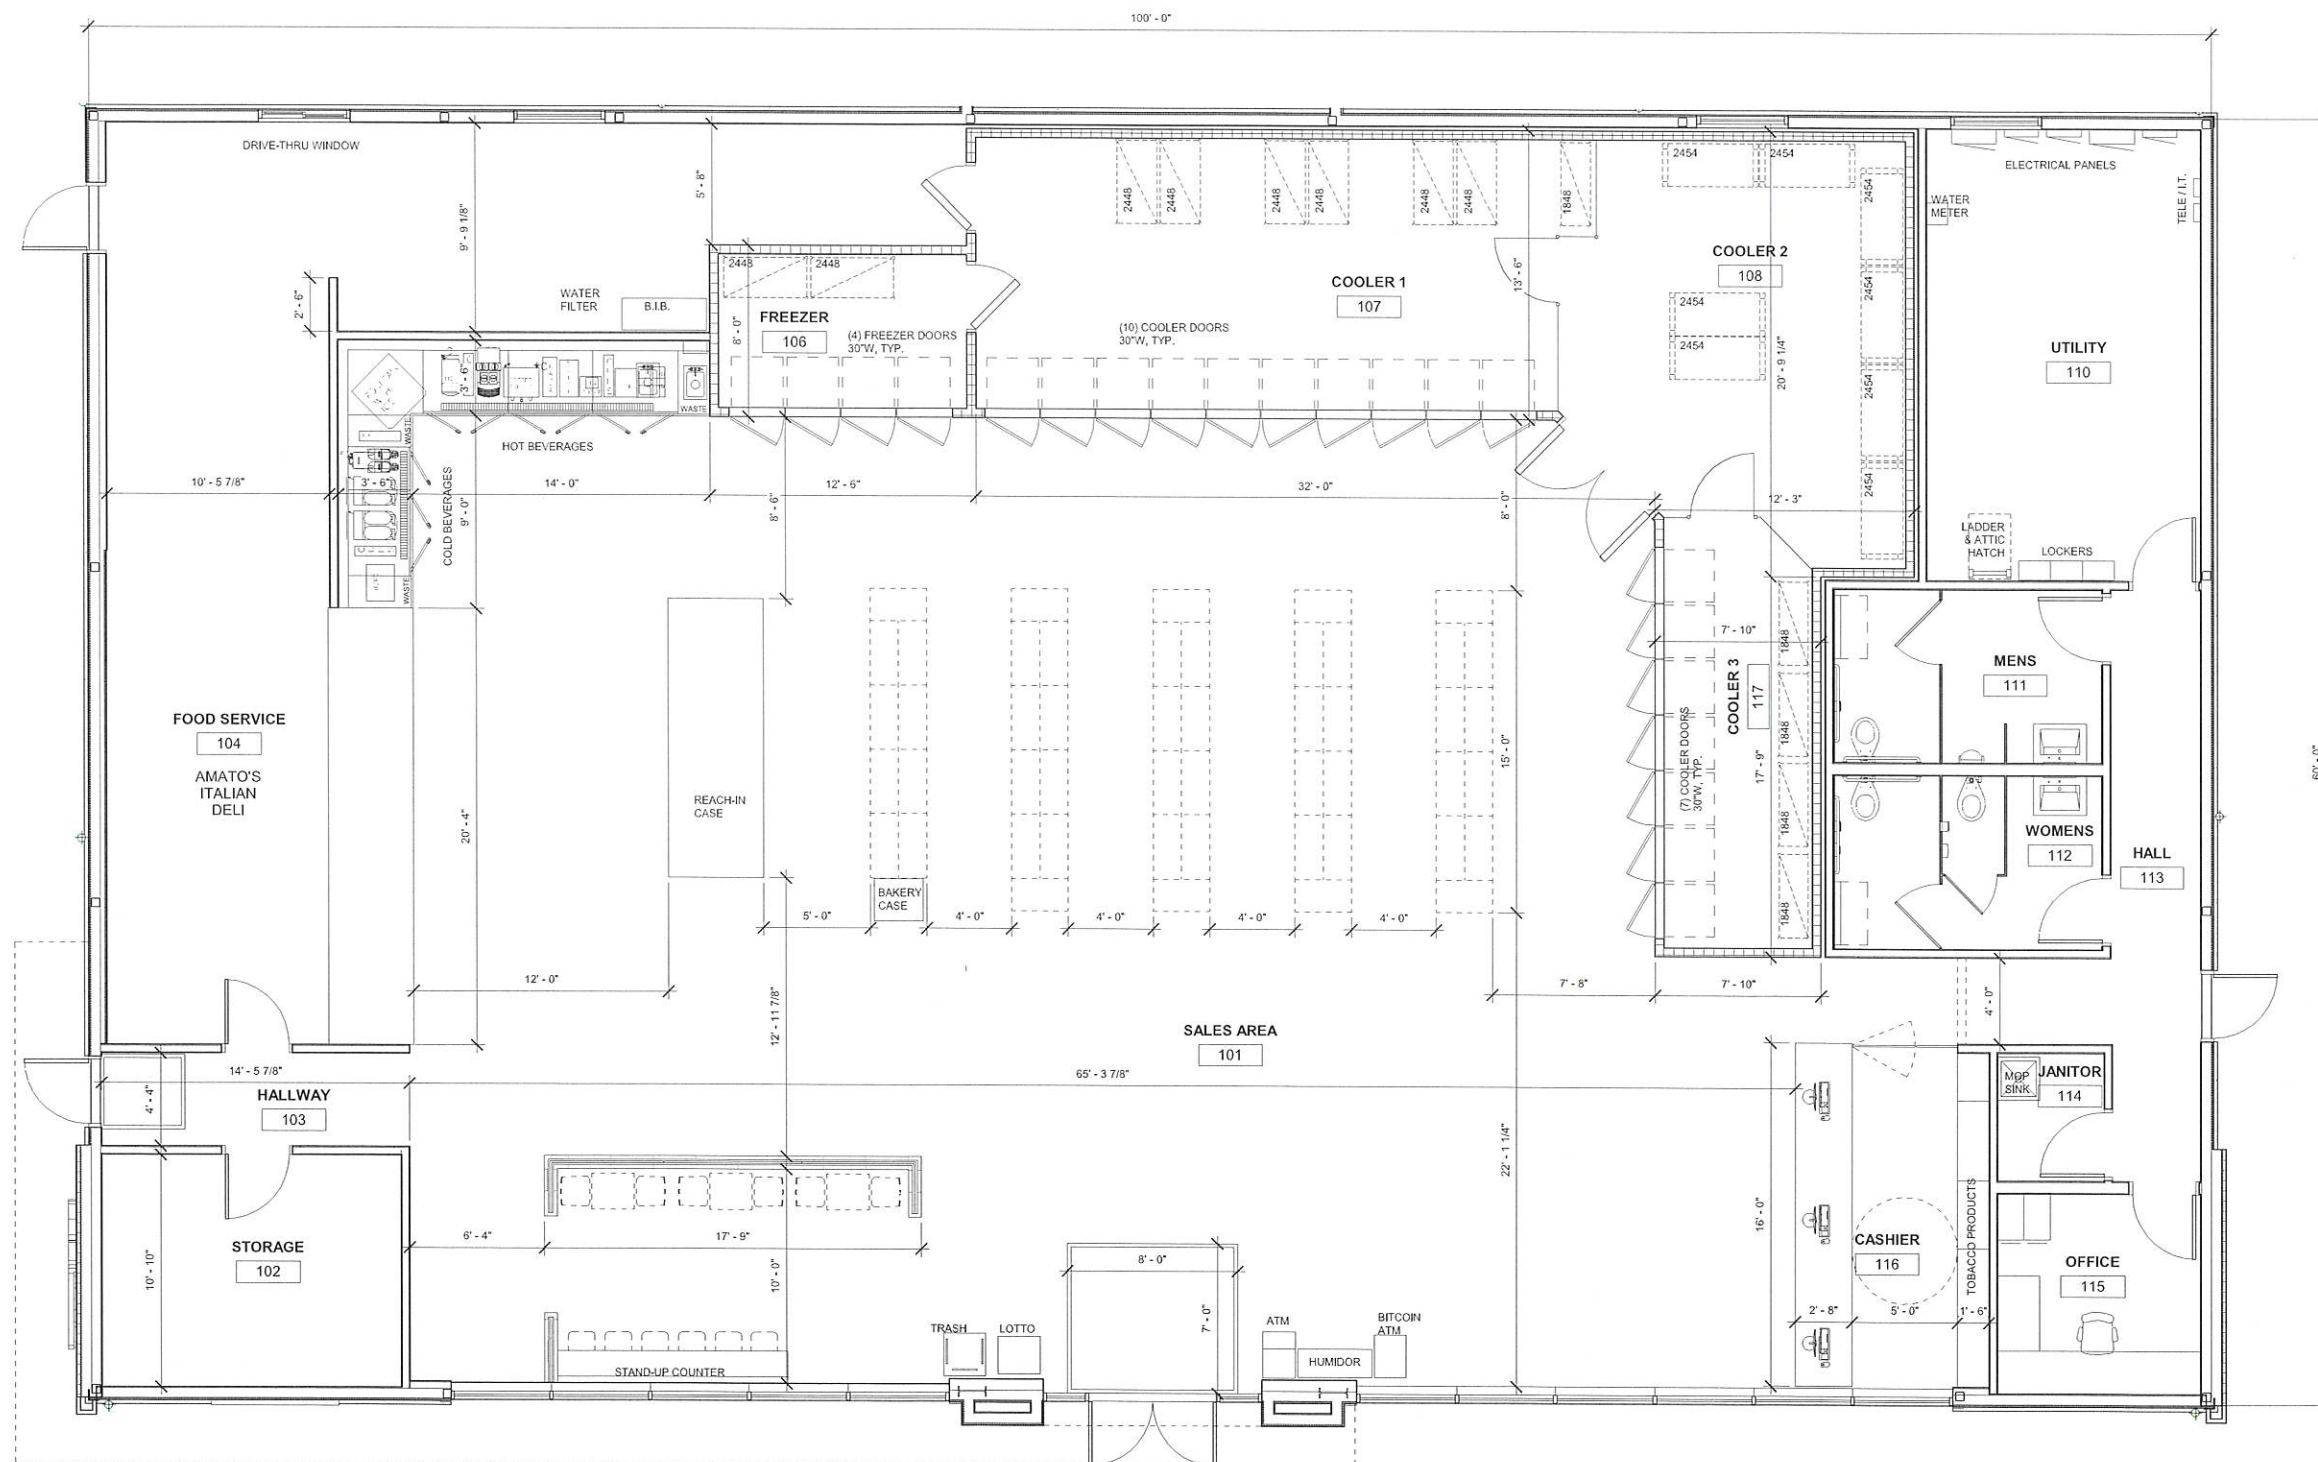 100' - 0"
DRIVE-THRU WINDOW
9' - 9 1/8"
5' - 8"
2' - 6"
WATER
FILTER
B.I.B.
2448
2448
FREEZER
106
8' - 0"
(4) FREEZER DOORS
30"W, TYP.
2448
2448
2448
2448
2448
2448
1848
COOLER 1
107
13' - 6"
(10) COOLER DOORS
30"W, TYP.
2454
2454
COOLER 2
108
2454
2454
2454
2454
2454
2454
20' - 9 1/4"
ELECTRICAL PANELS
WATER
METER
TELE / I.T.
UTILITY
110
LADDER
& ATTIC
HATCH
LOCKERS
3' - 6"
WASTE
HOT BEVERAGES
WASTE
COLD BEVERAGES
WASTE
10' - 5 7/8"
3' - 6"
14' - 0"
9' - 0"
12' - 6"
8' - 6"
32' - 0"
8' - 0"
12' - 3"
7' - 10"
COOLER 3
117
(7) COOLER DOORS
30"W, TYP.
17' - 9"
1848
1848
1848
1848
MENS
111
WOMENS
112
HALL
113
60' - 0"
FOOD SERVICE
104
AMATO'S
ITALIAN
DELI
20' - 4"
REACH-IN
CASE
BAKERY
CASE
15' - 0"
5' - 0"
4' - 0"
4' - 0"
4' - 0"
4' - 0"
12' - 0"
12' - 11 7/8"
7' - 8"
7' - 10"
4' - 0"
SALES AREA
101
14' - 5 7/8"
65' - 3 7/8"
4' - 4"
HALLWAY
103
MOP
SINK
JANITOR
114
22' - 1 1/4"
16' - 0"
STORAGE
102
10' - 10"
6' - 4"
17' - 9"
10' - 0"
8' - 0"
7' - 0"
CASHIER
116
TOBACCO PRODUCTS
2' - 8"
5' - 0"
1' - 6"
OFFICE
115
STAND-UP COUNTER
TRASH
LOTTO
ATM
HUMIDOR
BITCOIN
ATM